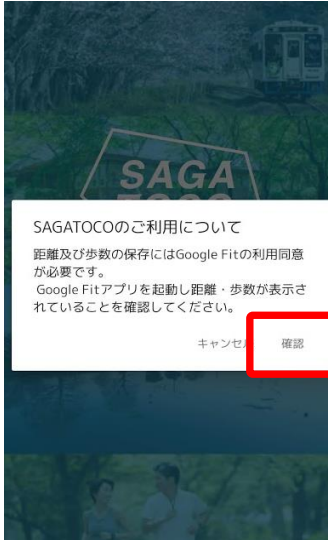 SAGA
TOCO
SAGATOCOのご利用について
距離及び歩数の保存にはGoogle Fitの利用同意
が必要です。
Google Fitアプリを起動し距離・歩数が表示さ
れていることを確認してください。
キャンセル
確認